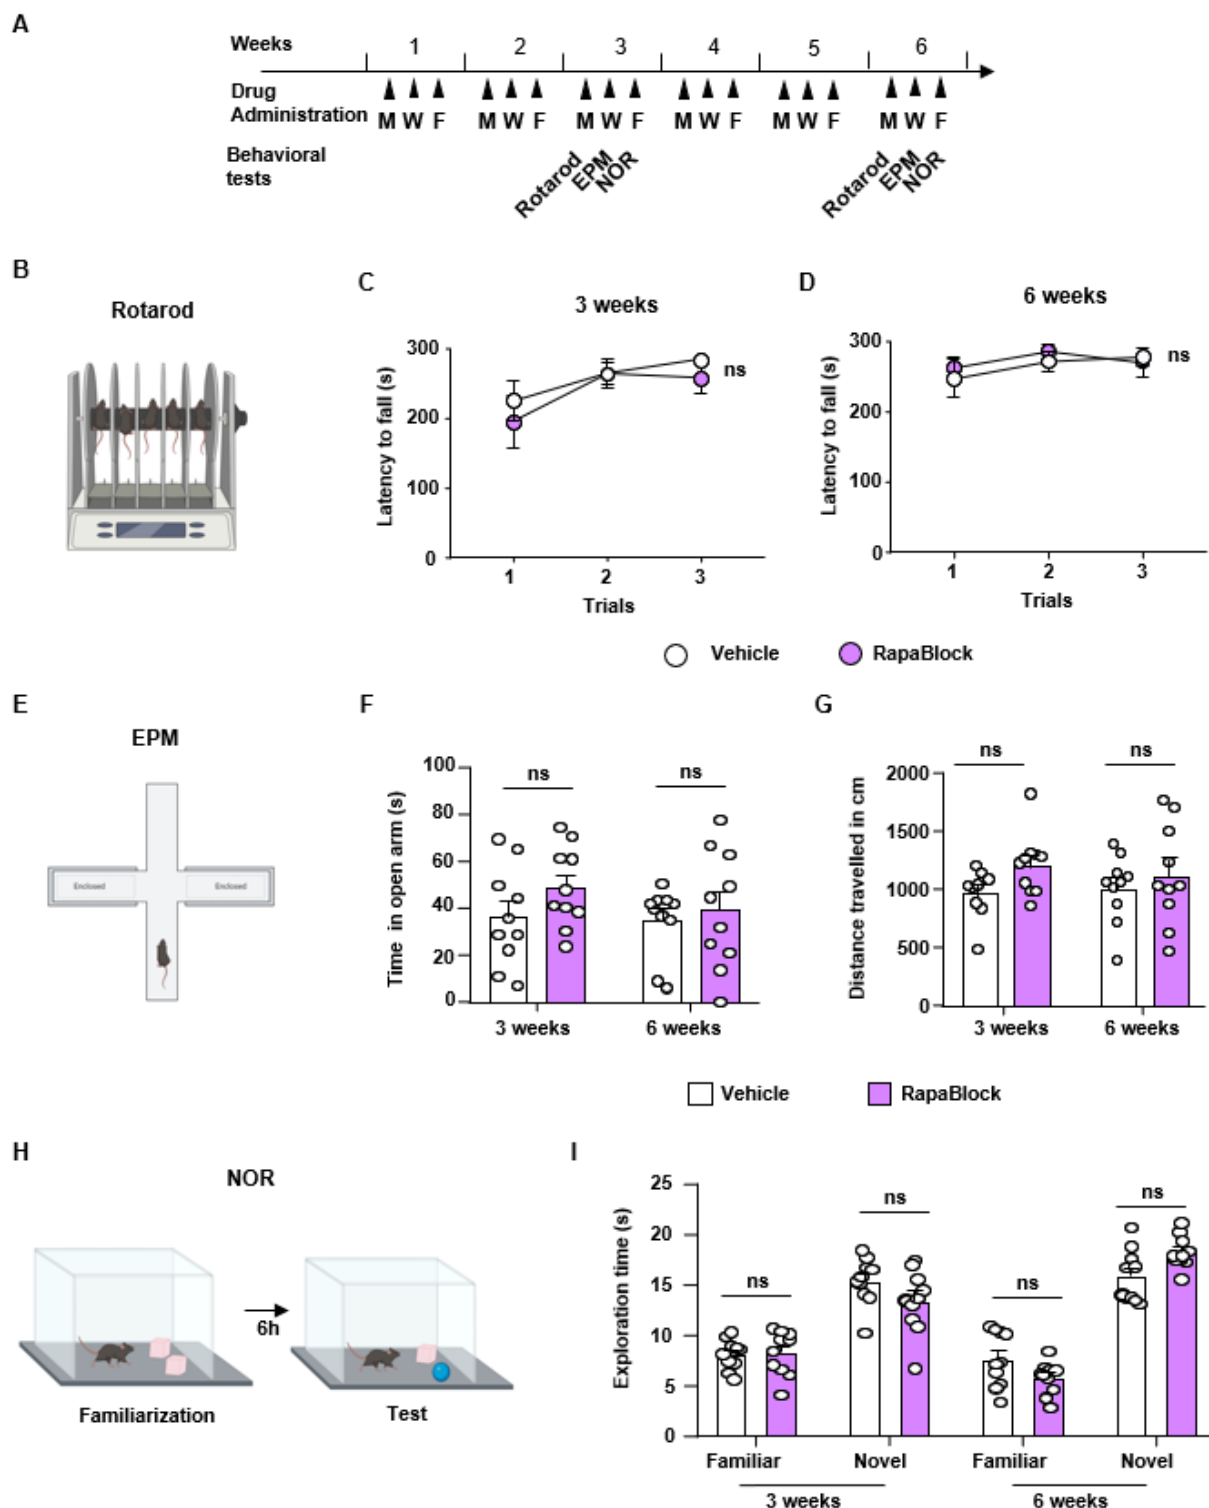 A
Weeks 1 2 3 4 5 6
Drug
Administration M W F M W F M W F M W F M W F M W F
Behavioral
tests
Rotarod EPM NOR Rotarod EPM NOR
B
Rotarod
C
3 weeks
Latency to fall (s)
300
200
100
0
ns
1 2 3
Trials
D
6 weeks
Latency to fall (s)
300
200
100
0
ns
1 2 3
Trials
Vehicle RapaBlock
E
EPM
Enclosed Enclosed
F
Time in open arm (s)
100
80
60
40
20
0
ns ns
3 weeks 6 weeks
G
Distance travelled in cm
2000
1500
1000
500
0
ns ns
3 weeks 6 weeks
Vehicle RapaBlock
H
NOR
6h
Familiarization Test
I
Exploration time (s)
25
20
15
10
5
0
ns ns ns ns
Familiar Novel Familiar Novel
3 weeks 6 weeks